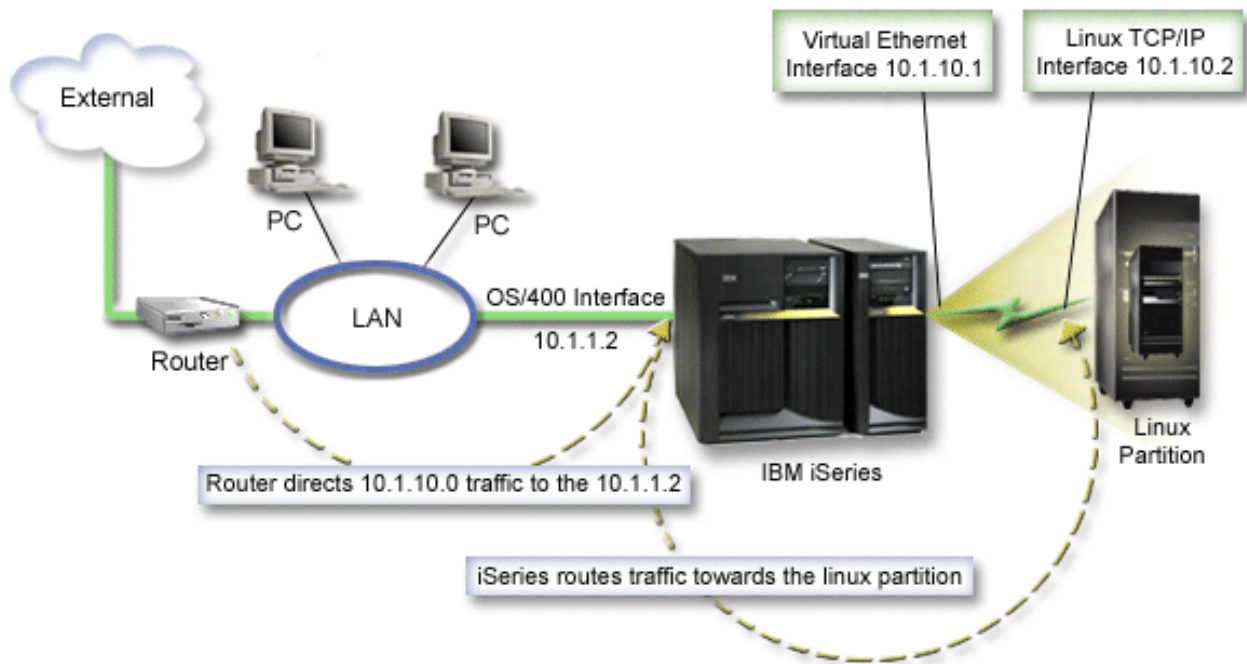 Virtual Ethernet
Interface 10.1.10.1
Linux TCP/IP
Interface 10.1.10.2
External
PC
PC
OS/400 Interface
LAN
10.1.1.2
Router
Linux
Partition
IBM iSeries
Router directs 10.1.10.0 traffic to the 10.1.1.2
iSeries routes traffic towards the linux partition